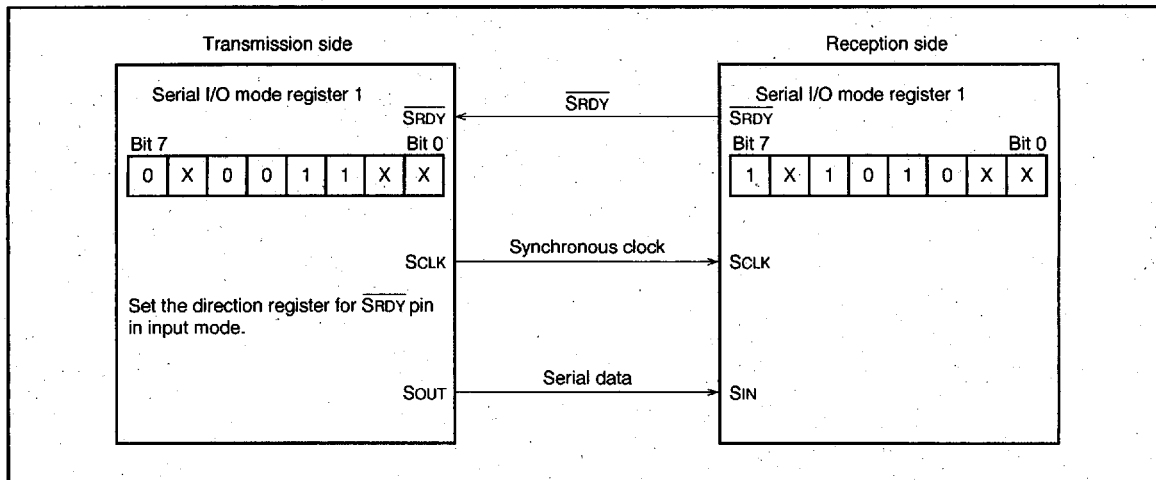 Transmission side
Serial I/O mode register 1
SRDY
Bit 7 Bit 0
0 X 0 0 1 1 X X
SCLK
Set the direction register for SRDY pin
in input mode.
SOUT
SRDY
Synchronous clock
Serial data
Reception side
Serial I/O mode register 1
SRDY
Bit 7 Bit 0
1 X 1 0 1 0 X X
SCLK
SIN